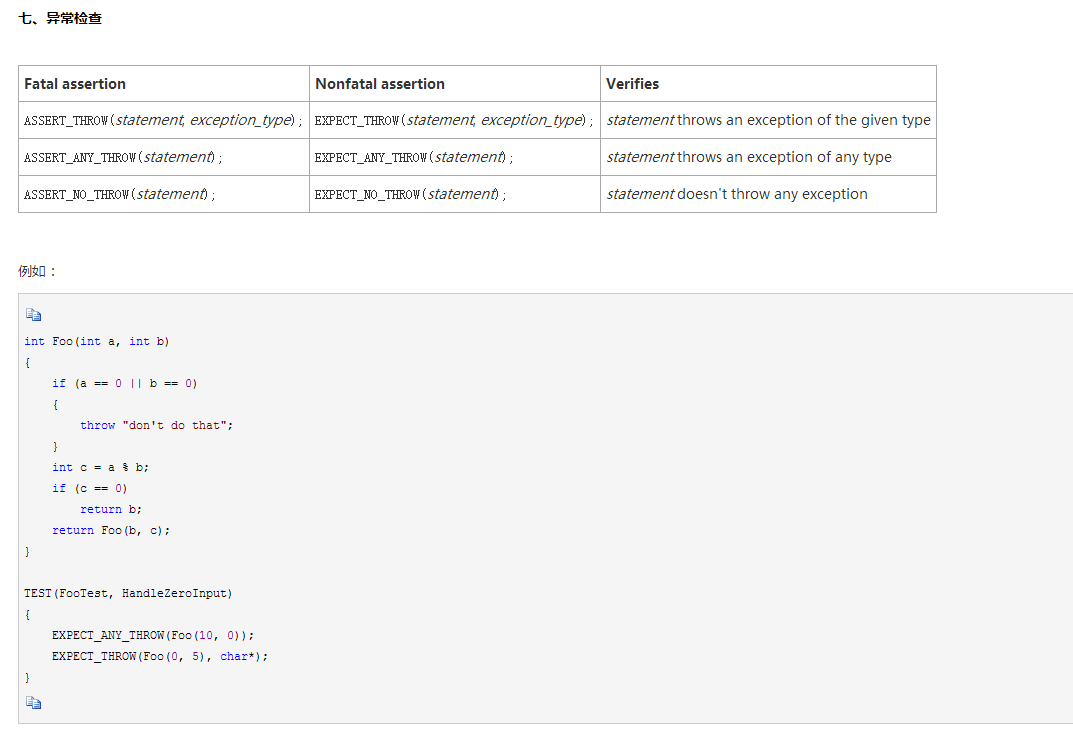 七、异常检查
Fatal assertion Nonfatal assertion Verifies
ASSERT_THROW(statement, exception_type); EXPECT_THROW(statement, exception_type); statement throws an exception of the given type
ASSERT_ANY_THROW(statement); EXPECT_ANY_THROW(statement); statement throws an exception of any type
ASSERT_NO_THROW(statement); EXPECT_NO_THROW(statement); statement doesn't throw any exception
例如：
int Foo(int a, int b)
{
    if (a == 0 || b == 0)
    {
        throw "don't do that";
    }
    int c = a % b;
    if (c == 0)
        return b;
    return Foo(b, c);
}
TEST(FooTest, HandleZeroInput)
{
    EXPECT_ANY_THROW(Foo(10, 0));
    EXPECT_THROW(Foo(0, 5), char*);
}